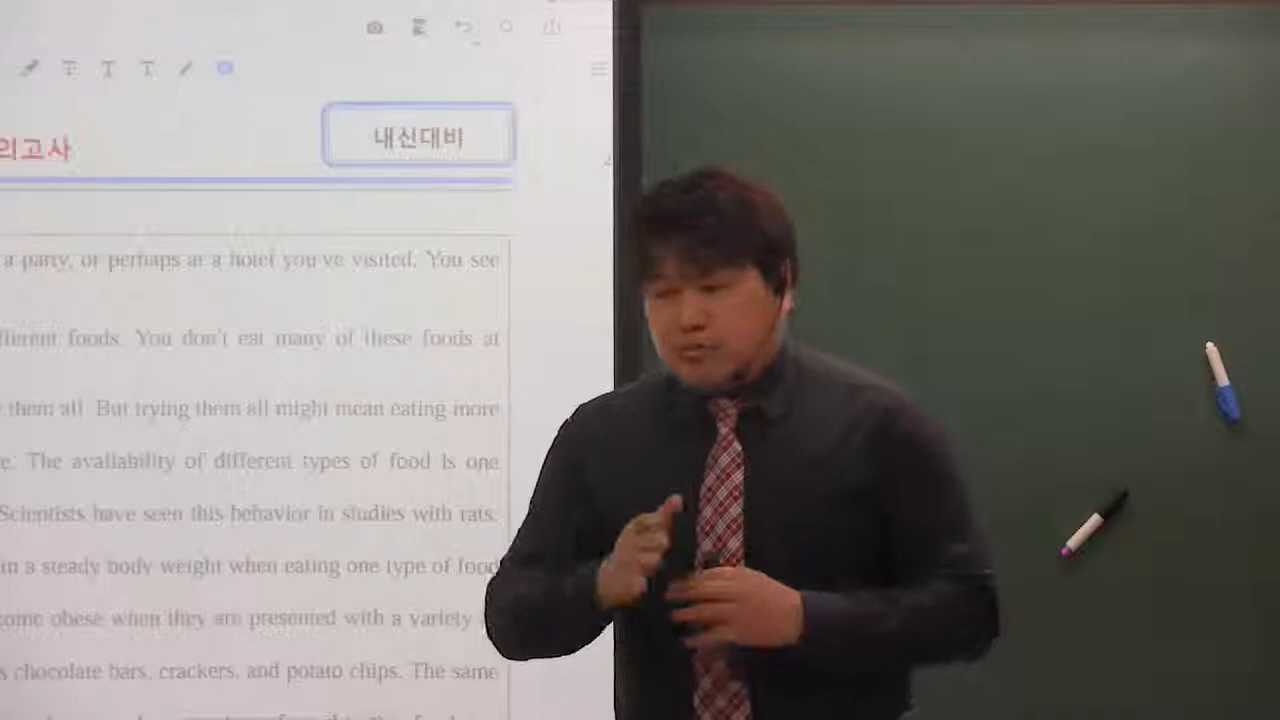 의고사
내신대비
a party, or perhaps at a hotel you've visited. You see
fferent foods. You don't eat many of these foods at
them all. But trying them all might mean eating more
e. The availability of different types of food is one
Scientists have seen this behavior in studies with rats.
in a steady body weight when eating one type of food
come obese when they are presented with a variety
s chocolate bars, crackers, and potato chips. The same